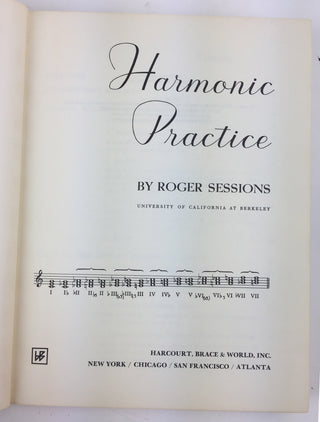 Harmonic
Practice
BY ROGER SESSIONS
UNIVERSITY OF CALIFORNIA AT BERKELEY
HARCOURT, BRACE & WORLD, INC.
NEW YORK / CHICAGO / SAN FRANCISCO / ATLANTA